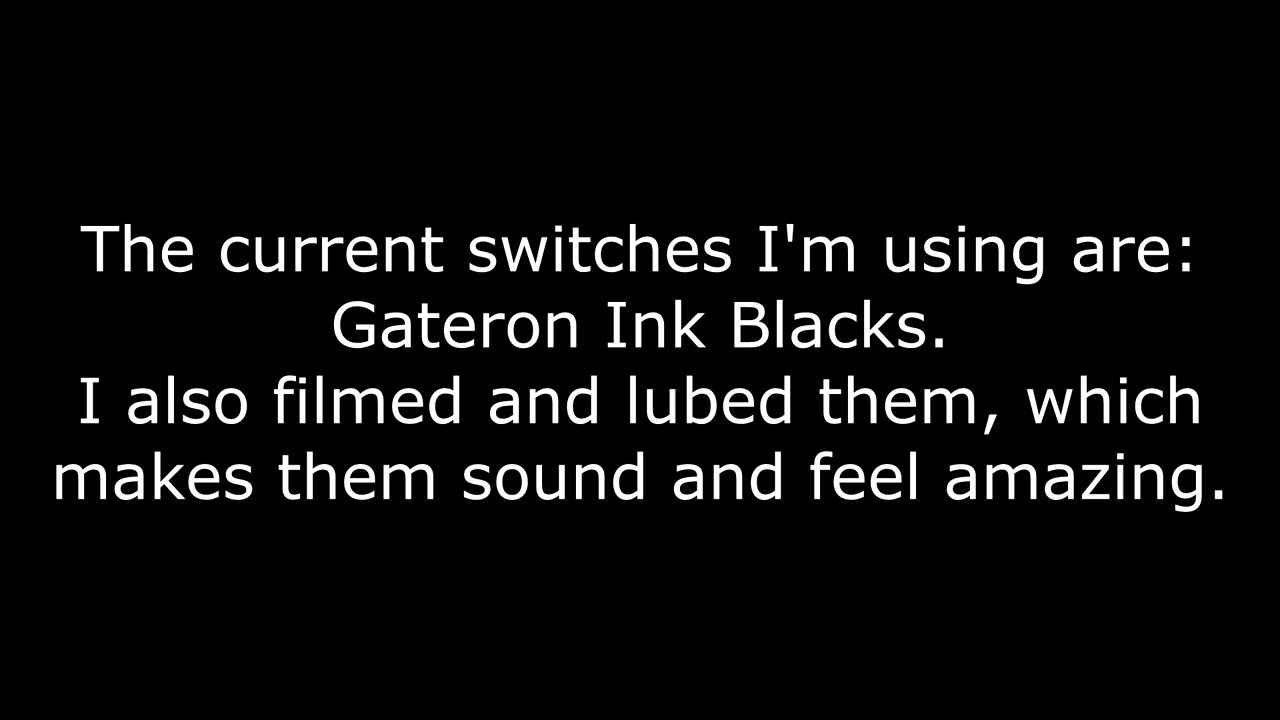 The current switches I'm using are:
Gateron Ink Blacks.
I also filmed and lubed them, which
makes them sound and feel amazing.